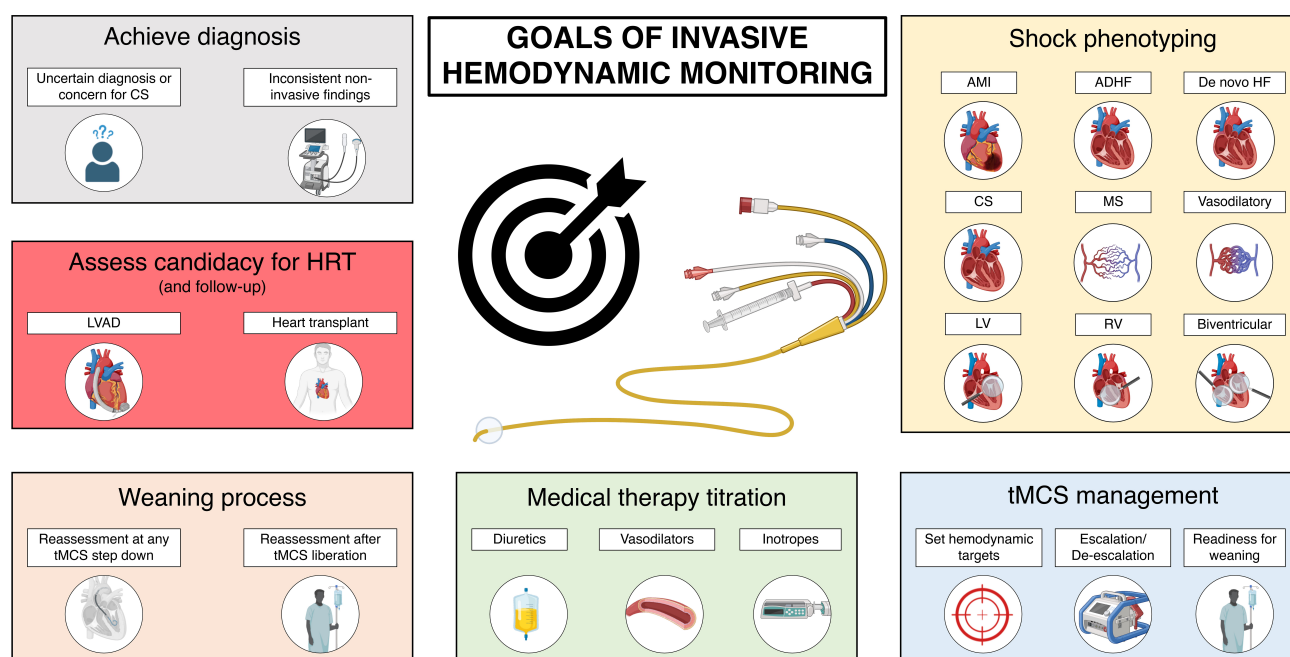 GOALS OF INVASIVE
HEMODYNAMIC MONITORING
Achieve diagnosis
Uncertain diagnosis or
concern for CS
Inconsistent non-
invasive findings
???
Assess candidacy for HRT
(and follow-up)
LVAD
Heart transplant
Shock phenotyping
AMI
ADHF
De novo HF
CS
MS
Vasodilatory
LV
RV
Biventricular
Weaning process
Reassessment at any
tMCS step down
Reassessment after
tMCS liberation
Medical therapy titration
Diuretics
Vasodilators
Inotropes
tMCS management
Set hemodynamic
targets
Escalation/
De-escalation
Readiness for
weaning